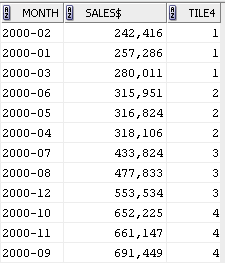 MONTH SALES$ TILE4
2000-02 242,416 1
2000-01 257,286 1
2000-03 280,011 1
2000-06 315,951 2
2000-05 316,824 2
2000-04 318,106 2
2000-07 433,824 3
2000-08 477,833 3
2000-12 553,534 3
2000-10 652,225 4
2000-11 661,147 4
2000-09 691,449 4